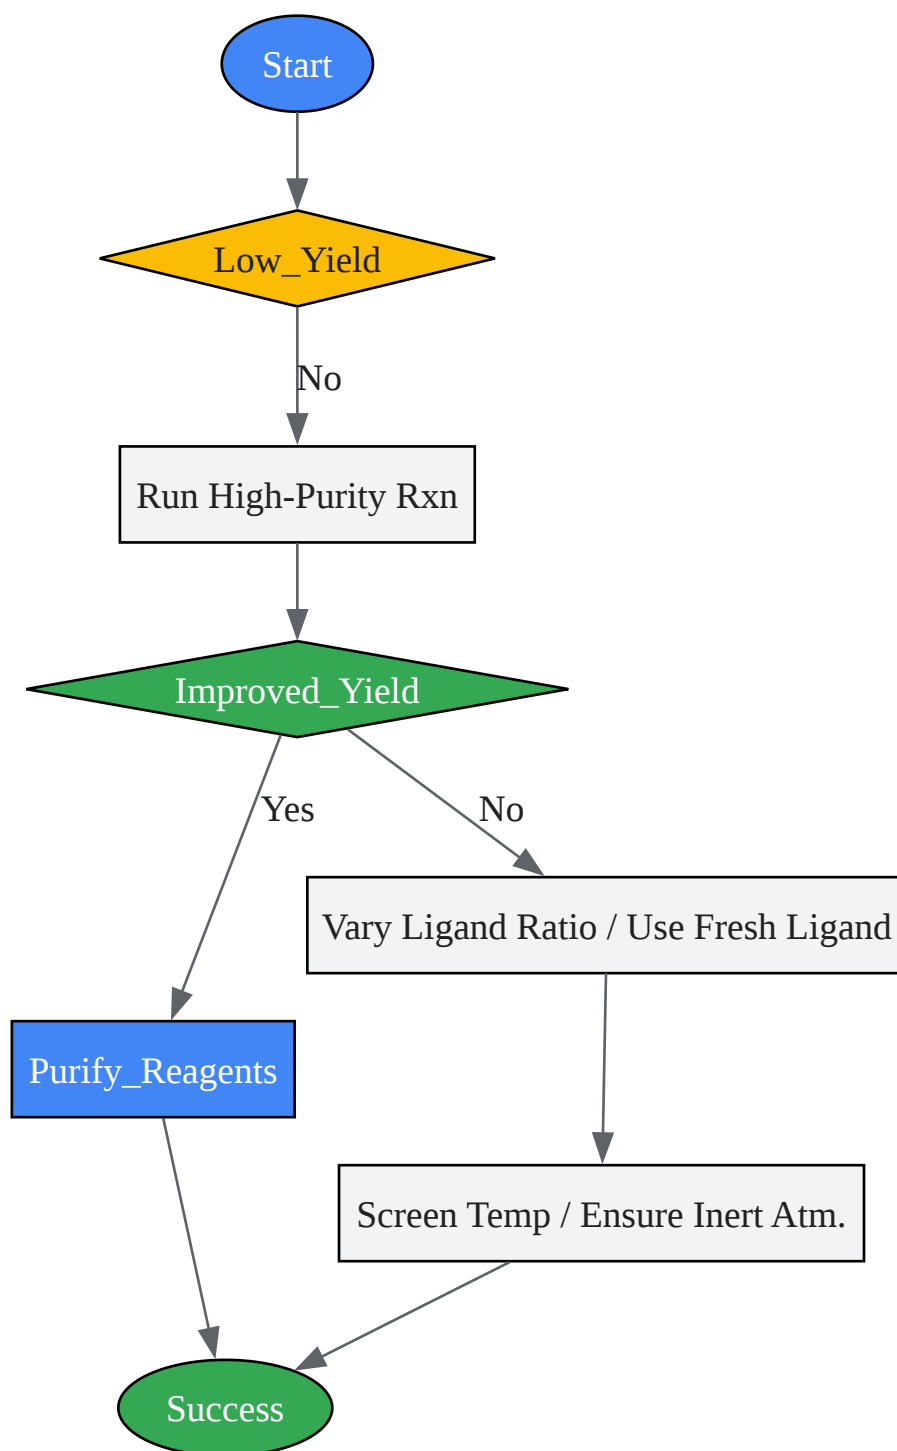 Start
Low_Yield
No
Run High-Purity Rxn
Improved_Yield
Yes
No
Vary Ligand Ratio / Use Fresh Ligand
Purify_Reagents
Screen Temp / Ensure Inert Atm.
Success